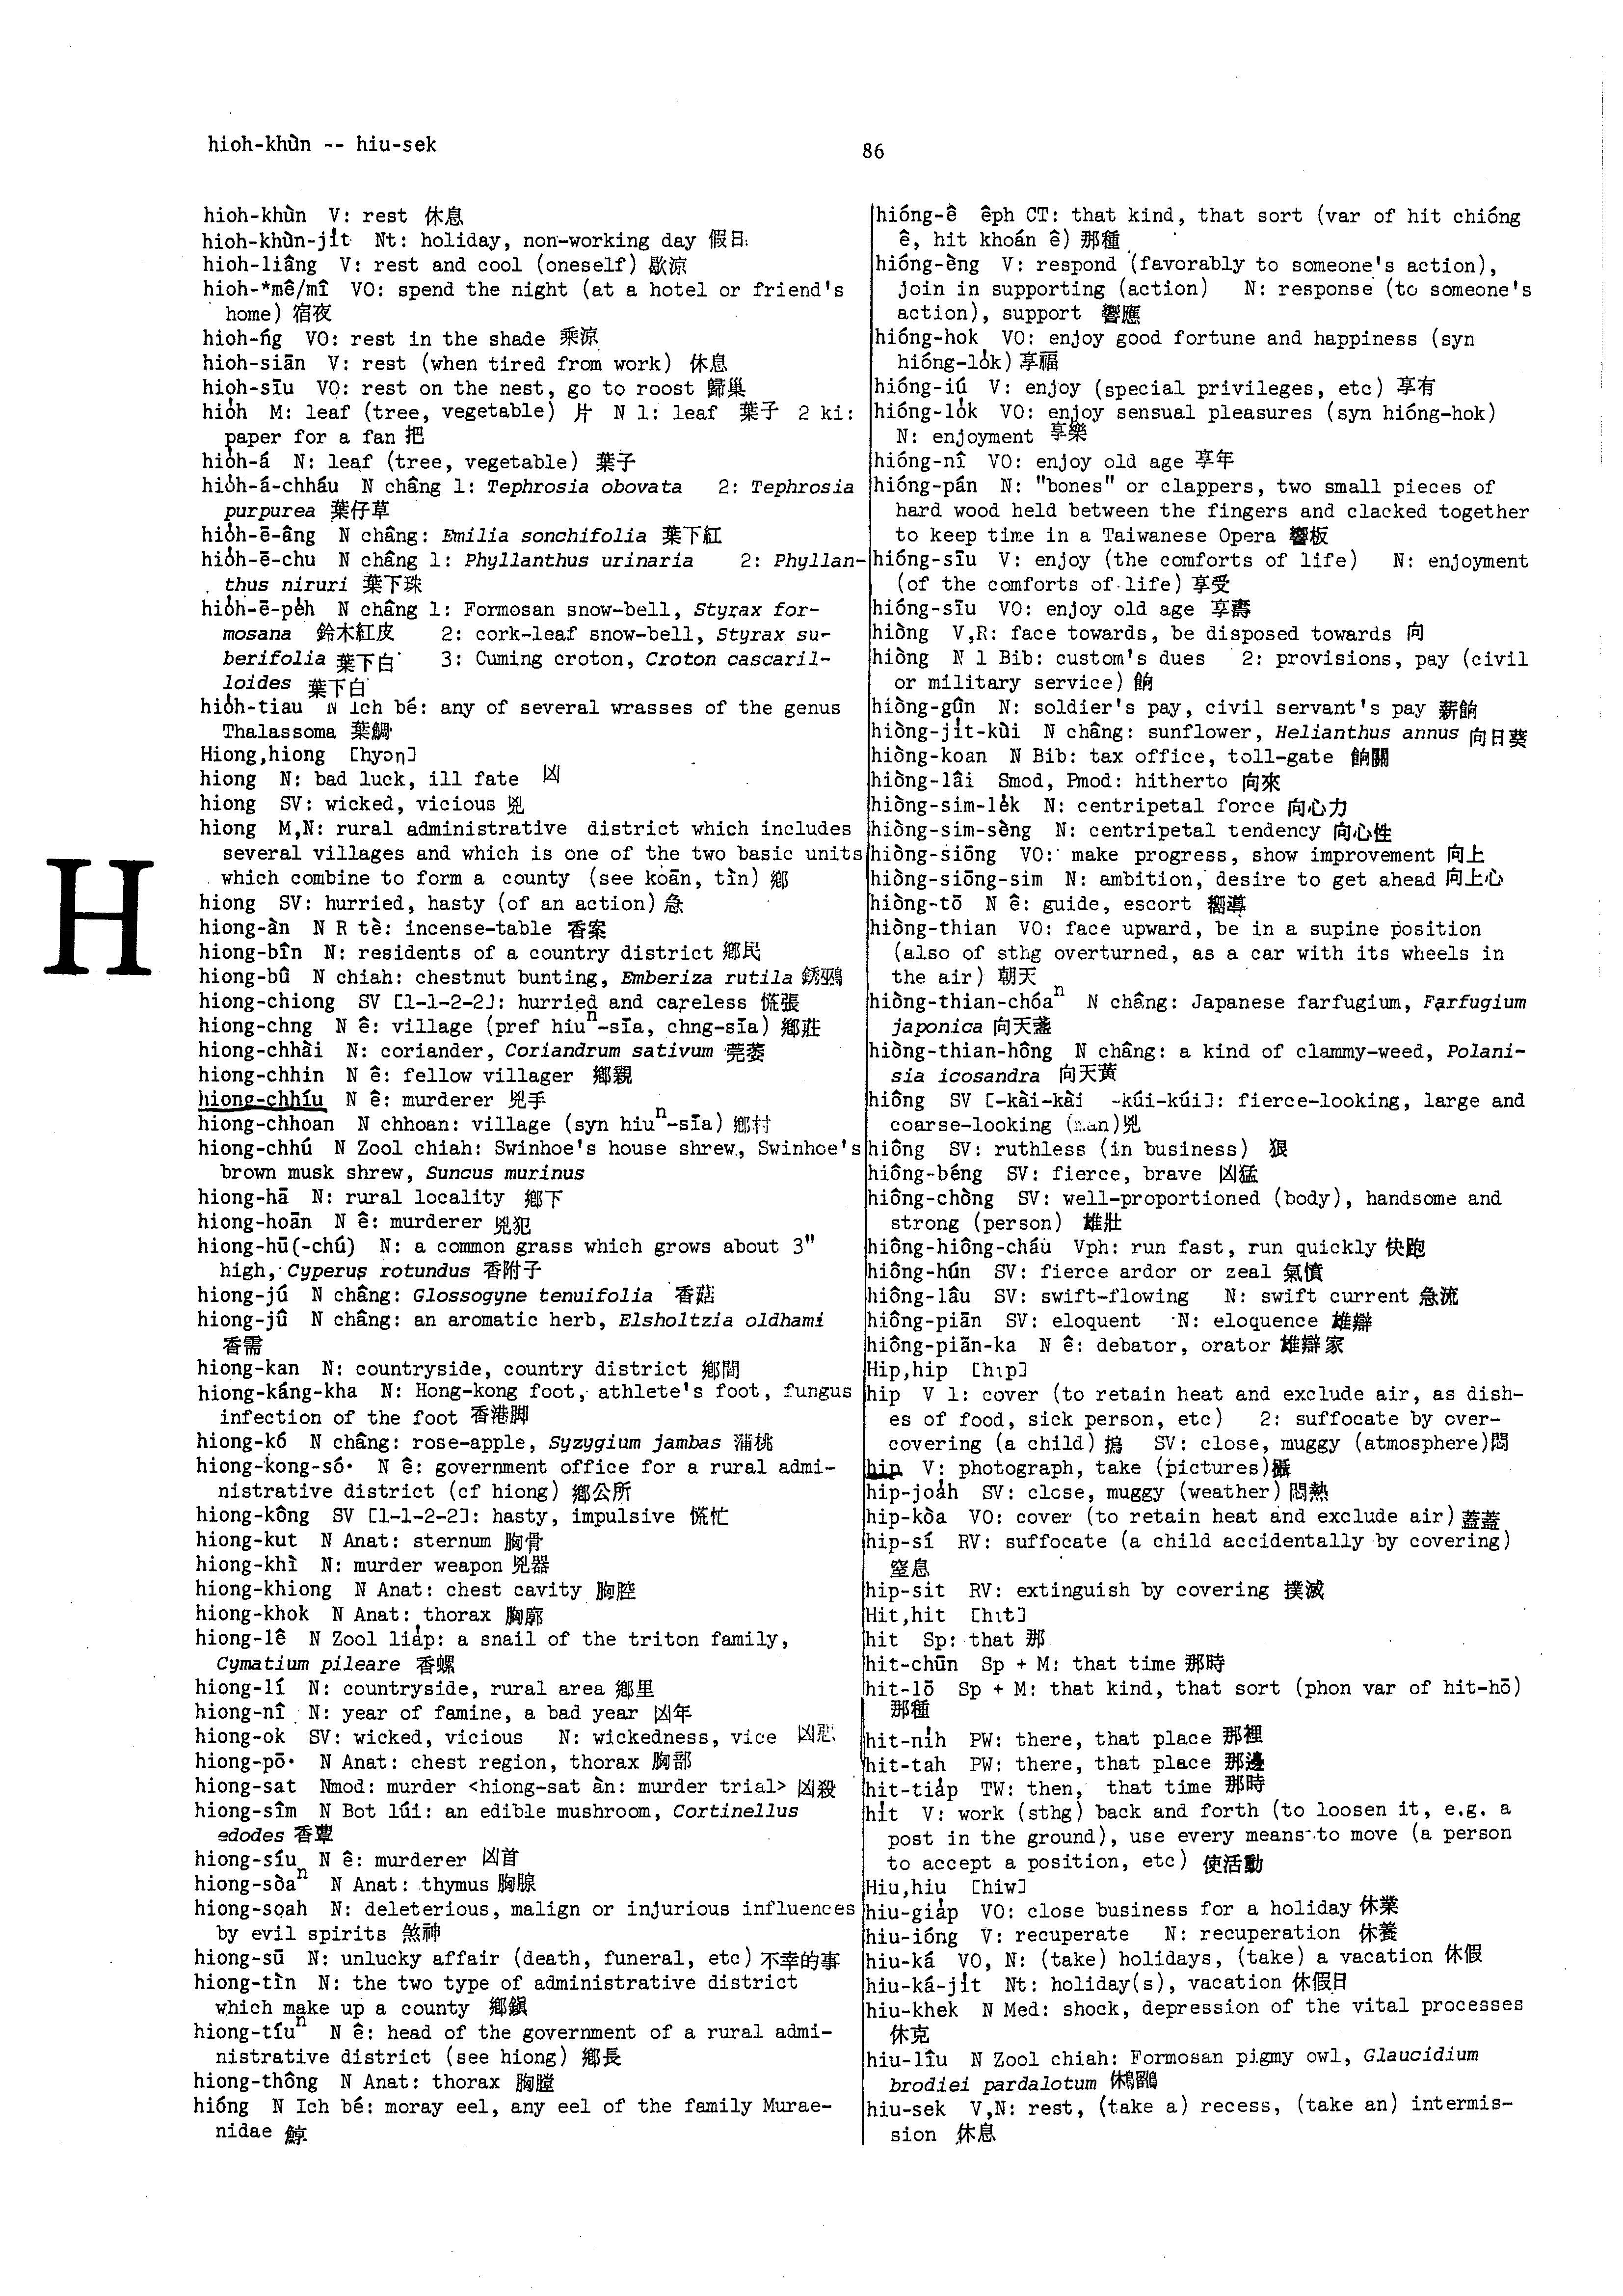 hioh-khùn -- hiu-sek
86
hioh-khùn V: rest 休息
hioh-khùn-ji̍t Nt: holiday, non-working day 假日
hioh-liâng V: rest and cool (oneself) 歇涼
hioh-*mê/mî VO: spend the night (at a hotel or friend's
home) 宿夜
hioh-ńg VO: rest in the shade 乘涼
hioh-siān V: rest (when tired from work) 休息
hioh-sīu VO: rest on the nest, go to roost 歸巢
hio̍h M: leaf (tree, vegetable) 片 N 1: leaf 葉子 2 ki:
paper for a fan 把
hio̍h-á N: leaf (tree, vegetable) 葉子
hio̍h-á-chháu N châng 1: Tephrosia obovata 2: Tephrosia
purpurea 葉仔草
hio̍h-ē-âng N châng: Emilia sonchifolia 葉下紅
hio̍h-ē-chu N châng 1: Phyllanthus urinaria 2: Phyllan-
thus niruri 葉下珠
hio̍h-ē-pe̍h N châng 1: Formosan snow-bell, Styrax for-
mosana 鈴木紅皮 2: cork-leaf snow-bell, Styrax su-
berifolia 葉下白 3: Cuming croton, Croton cascaril-
loides 葉下白
hio̍h-tiau N Ich bé: any of several wrasses of the genus
Thalassoma 葉鯛
Hiong,hiong [hyɔŋ]
hiong N: bad luck, ill fate 凶
hiong SV: wicked, vicious 兇
hiong M,N: rural administrative district which includes
several villages and which is one of the two basic units
which combine to form a county (see koān, tìn) 鄉
hiong SV: hurried, hasty (of an action) 急
hiong-àn N R tè: incense-table 香案
hiong-bîn N: residents of a country district 鄉民
hiong-bû N chiah: chestnut bunting, Emberiza rutila 銹鵐
hiong-chiong SV [1-1-2-2]: hurried and careless 慌張
hiong-chng N ê: village (pref hiuⁿ-sīa, chng-sīa) 鄉莊
hiong-chhài N: coriander, Coriandrum sativum 莞荽
hiong-chhin N ê: fellow villager 鄉親
hiong-chhíu N ê: murderer 兇手
hiong-chhoan N chhoan: village (syn hiuⁿ-sīa) 鄉村
hiong-chhú N Zool chiah: Swinhoe's house shrew, Swinhoe's
brown musk shrew, Suncus murinus
hiong-hā N: rural locality 鄉下
hiong-hoān N ê: murderer 兇犯
hiong-hū(-chú) N: a common grass which grows about 3"
high, Cyperus rotundus 香附子
hiong-jú N châng: Glossogyne tenuifolia 香菇
hiong-jû N châng: an aromatic herb, Elsholtzia oldhami
香需
hiong-kan N: countryside, country district 鄉間
hiong-káng-kha N: Hong-kong foot, athlete's foot, fungus
infection of the foot 香港脚
hiong-kó N châng: rose-apple, Syzygium jambas 蒲桃
hiong-kong-só· N ê: government office for a rural admi-
nistrative district (cf hiong) 鄉公所
hiong-kông SV [1-1-2-2]: hasty, impulsive 慌忙
hiong-kut N Anat: sternum 胸骨
hiong-khì N: murder weapon 兇器
hiong-khiong N Anat: chest cavity 胸腔
hiong-khok N Anat: thorax 胸廓
hiong-lê N Zool lia̍p: a snail of the triton family,
Cymatium pileare 香螺
hiong-lí N: countryside, rural area 鄉里
hiong-nî N: year of famine, a bad year 凶年
hiong-ok SV: wicked, vicious N: wickedness, vice 凶惡
hiong-pō· N Anat: chest region, thorax 胸部
hiong-sat Nmod: murder <hiong-sat àn: murder trial> 凶殺
hiong-sîm N Bot lúi: an edible mushroom, Cortinellus
edodes 香蕈
hiong-síu N ê: murderer 凶首
hiong-sòaⁿ N Anat: thymus 胸腺
hiong-soah N: deleterious, malign or injurious influences
by evil spirits 煞神
hiong-sū N: unlucky affair (death, funeral, etc) 不幸的事
hiong-tìn N: the two type of administrative district
which make up a county 鄉鎮
hiong-tíuⁿ N ê: head of the government of a rural admi-
nistrative district (see hiong) 鄉長
hiong-thông N Anat: thorax 胸膛
hióng N Ich bé: moray eel, any eel of the family Murae-
nidae 鯙
H
hióng-ê êph CT: that kind, that sort (var of hit chióng
ê, hit khoán ê) 那種
hióng-èng V: respond (favorably to someone's action),
join in supporting (action) N: response (to someone's
action), support 響應
hióng-hok VO: enjoy good fortune and happiness (syn
hióng-lo̍k) 享福
hióng-iú V: enjoy (special privileges, etc) 享有
hióng-lo̍k VO: enjoy sensual pleasures (syn hióng-hok)
N: enjoyment 享樂
hióng-nî VO: enjoy old age 享年
hióng-pán N: "bones" or clappers, two small pieces of
hard wood held between the fingers and clacked together
to keep time in a Taiwanese Opera 響板
hióng-sīu V: enjoy (the comforts of life) N: enjoyment
(of the comforts of life) 享受
hióng-sīu VO: enjoy old age 享壽
hiòng V,R: face towards, be disposed towards 向
hiòng N 1 Bib: custom's dues 2: provisions, pay (civil
or military service) 餉
hiòng-gûn N: soldier's pay, civil servant's pay 薪餉
hiòng-ji̍t-kûi N châng: sunflower, Helianthus annus 向日葵
hiòng-koan N Bib: tax office, toll-gate 餉關
hiòng-lâi Smod, Pmod: hitherto 向來
hiòng-sim-le̍k N: centripetal force 向心力
hiòng-sim-sèng N: centripetal tendency 向心性
hiòng-siōng VO: make progress, show improvement 向上
hiòng-siōng-sim N: ambition, desire to get ahead 向上心
hiòng-tō N ê: guide, escort 嚮導
hiòng-thian VO: face upward, be in a supine position
(also of sthg overturned, as a car with its wheels in
the air) 朝天
hiòng-thian-chóaⁿ N châng: Japanese farfugium, Farfugium
japonica 向天盞
hiòng-thian-hông N châng: a kind of clammy-weed, Polani-
sia icosandra 向天黄
hiông SV [-kài-kài -kúi-kúi]: fierce-looking, large and
coarse-looking (man) 兇
hiông SV: ruthless (in business) 狠
hiông-béng SV: fierce, brave 凶猛
hiông-chòng SV: well-proportioned (body), handsome and
strong (person) 雄壯
hiông-hiông-cháu Vph: run fast, run quickly 快跑
hiông-hún SV: fierce ardor or zeal 氣憤
hiông-lâu SV: swift-flowing N: swift current 急流
hiông-piān SV: eloquent N: eloquence 雄辯
hiông-piān-ka N ê: debator, orator 雄辯家
Hip,hip [hɪp]
hip V 1: cover (to retain heat and exclude air, as dish-
es of food, sick person, etc) 2: suffocate by over-
covering (a child) 搗 SV: close, muggy (atmosphere) 悶
hip V: photograph, take (pictures) 攝
hip-joa̍h SV: close, muggy (weather) 悶熱
hip-kòa VO: cover (to retain heat and exclude air) 蓋蓋
hip-sí RV: suffocate (a child accidentally by covering)
窒息
hip-sit RV: extinguish by covering 撲滅
Hit,hit [hɪt]
hit Sp: that 那
hit-chūn Sp + M: that time 那時
hit-lō Sp + M: that kind, that sort (phon var of hit-hō)
那種
hit-ni̍h PW: there, that place 那裡
hit-tah PW: there, that place 那邊
hit-tia̍p TW: then, that time 那時
hi̍t V: work (sthg) back and forth (to loosen it, e.g. a
post in the ground), use every means to move (a person
to accept a position, etc) 使活動
Hiu,hiu [hiw]
hiu-gia̍p VO: close business for a holiday 休業
hiu-ióng V: recuperate N: recuperation 休養
hiu-ká VO, N: (take) holidays, (take) a vacation 休假
hiu-ká-ji̍t Nt: holiday(s), vacation 休假日
hiu-khek N Med: shock, depression of the vital processes
休克
hiu-lîu N Zool chiah: Formosan pigmy owl, Glaucidium
brodiei pardalotum 鵂鶹
hiu-sek V,N: rest, (take a) recess, (take an) intermis-
sion 休息